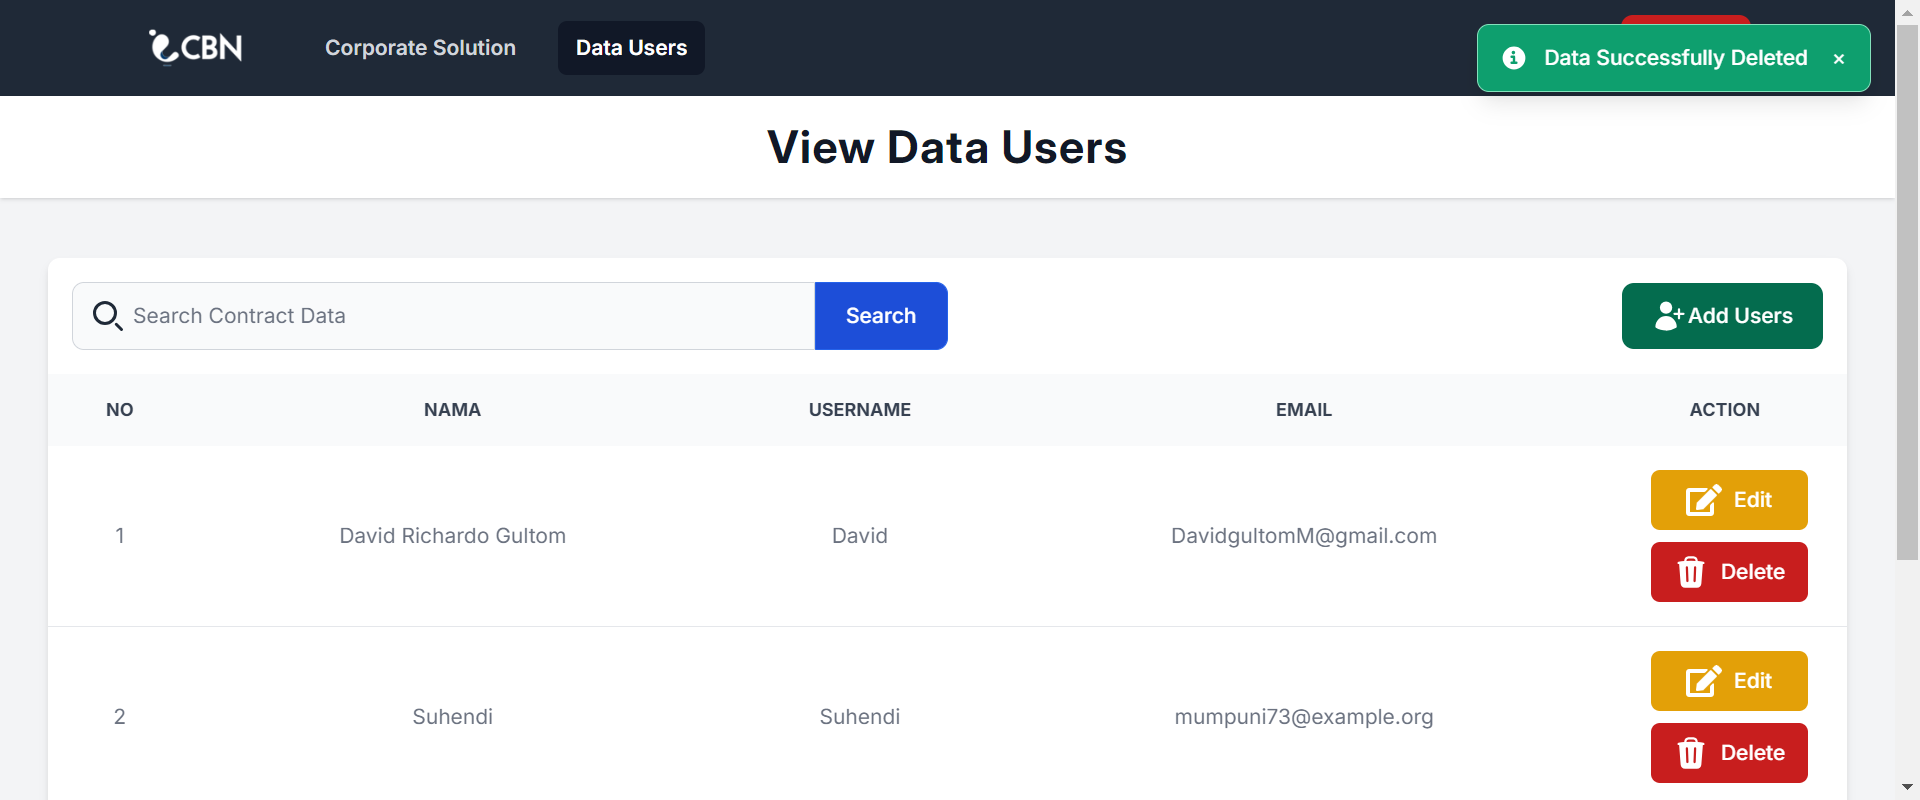 CBN
Corporate Solution
Data Users
Data Successfully Deleted ×
View Data Users
Search Contract Data
Search
Add Users
NO NAMA USERNAME EMAIL ACTION
1 David Richardo Gultom David DavidgultomM@gmail.com
Edit
Delete
2 Suhendi Suhendi mumpuni73@example.org
Edit
Delete